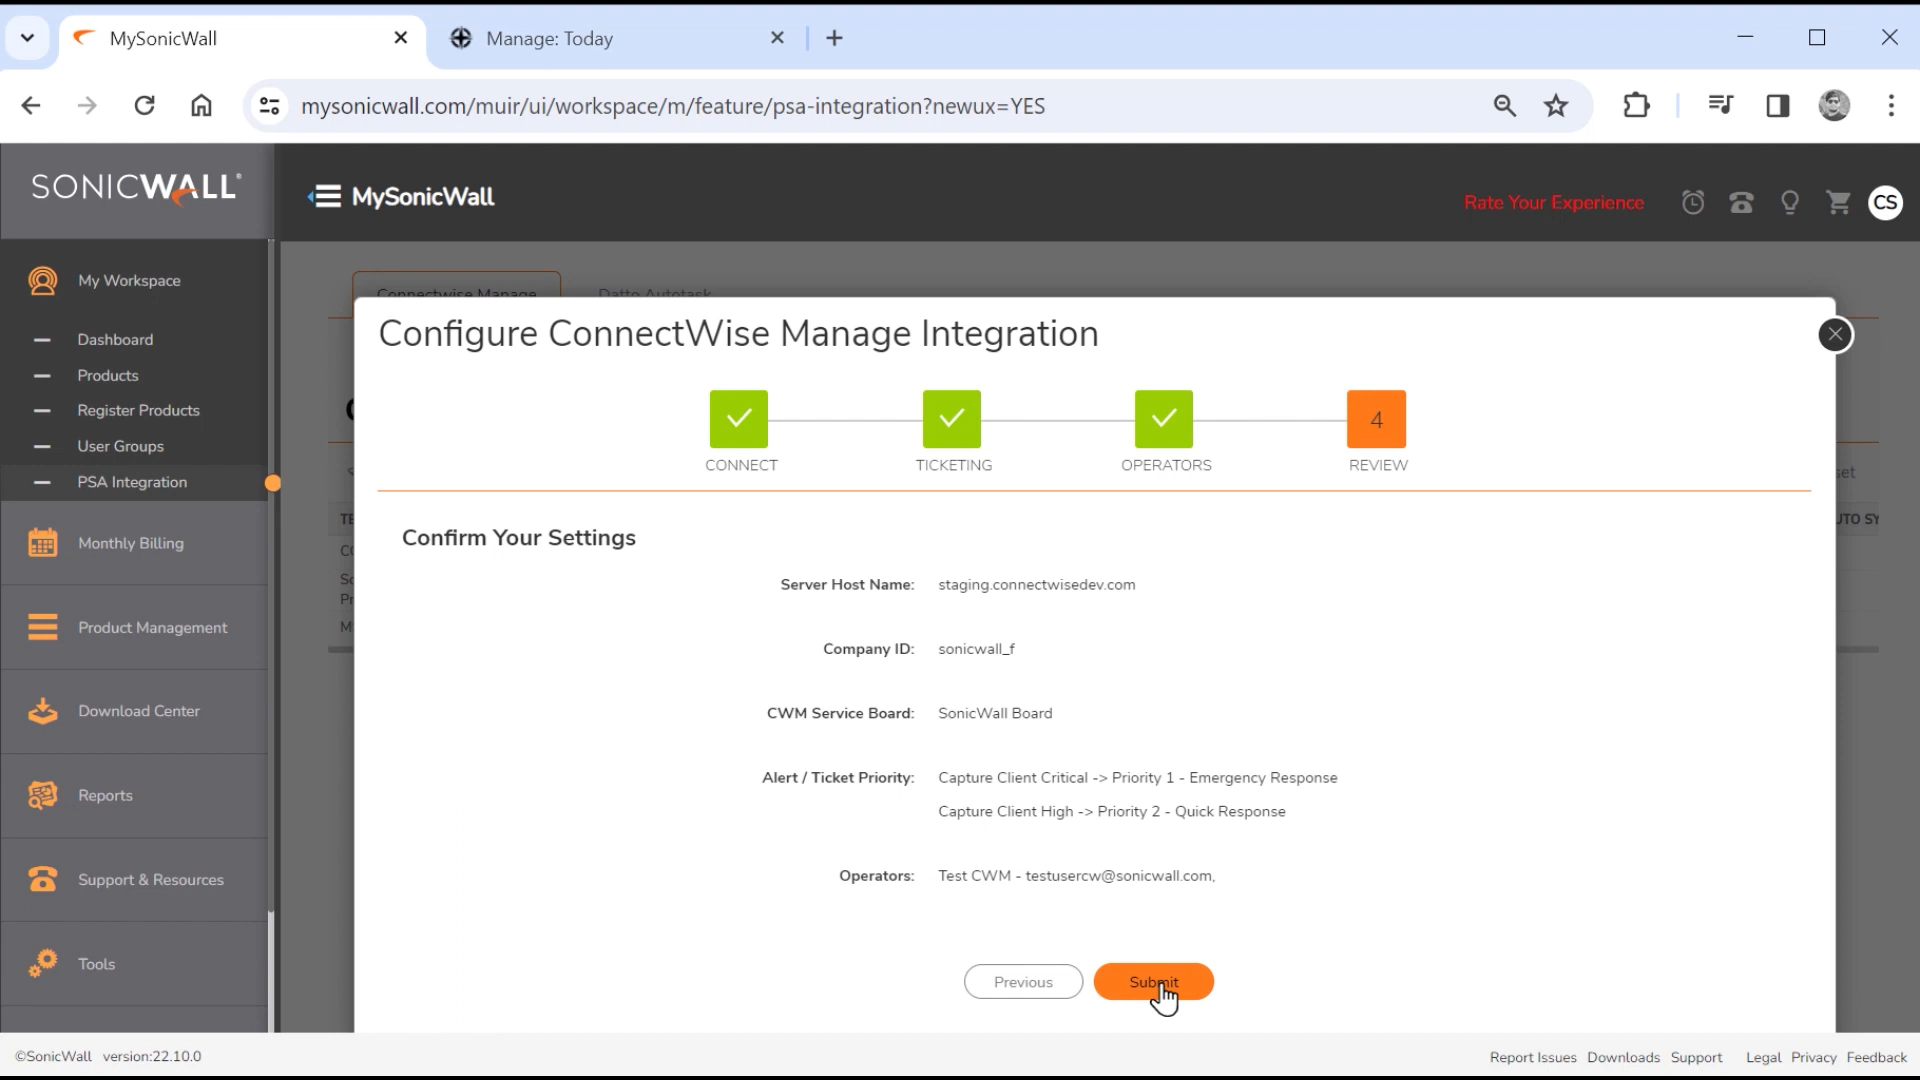 MySonicWall
Manage: Today
mysonicwall.com/muir/ui/workspace/m/feature/psa-integration?newux=YES
SONICWALL®
MySonicWall
Rate Your Experience
CS
My Workspace
Dashboard
Products
Register Products
User Groups
PSA Integration
Monthly Billing
Product Management
Download Center
Reports
Support & Resources
Tools
Connectwise Manage
Datto Autotask
Configure ConnectWise Manage Integration
4
CONNECT
TICKETING
OPERATORS
REVIEW
Confirm Your Settings
Server Host Name: staging.connectwisedev.com
Company ID: sonicwall_f
CWM Service Board: SonicWall Board
Alert / Ticket Priority: Capture Client Critical -> Priority 1 - Emergency Response
Capture Client High -> Priority 2 - Quick Response
Operators: Test CWM - testusercw@sonicwall.com,
Previous
Submit
©SonicWall version:22.10.0
Report Issues Downloads Support Legal Privacy Feedback